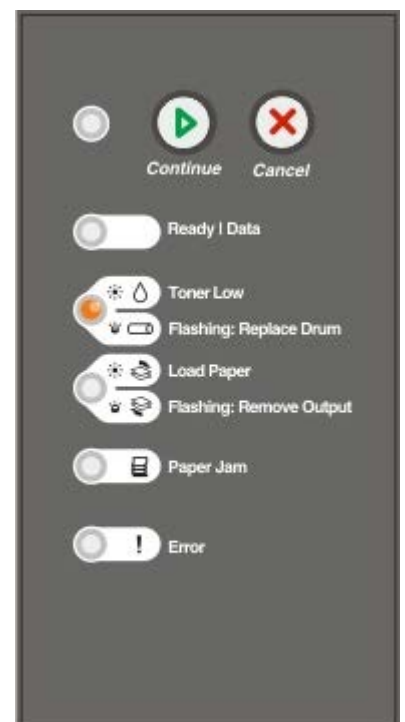 Continue
Cancel
Ready | Data
Toner Low
Flashing: Replace Drum
Load Paper
Flashing: Remove Output
Paper Jam
!
Error